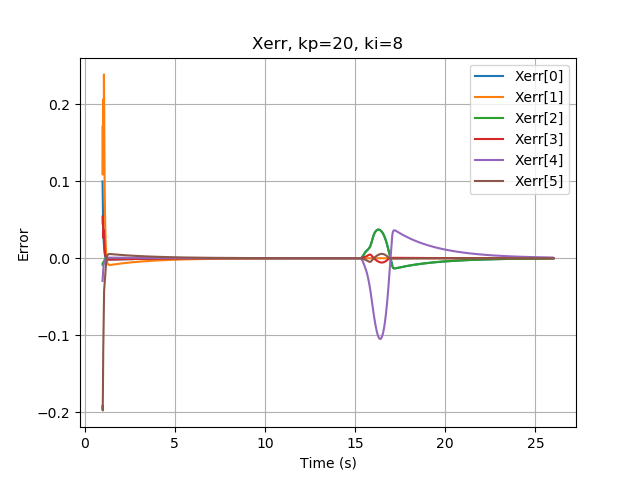 Xerr, kp=20, ki=8
Xerr[0]
Xerr[1]
Xerr[2]
Xerr[3]
Xerr[4]
Xerr[5]
Error
0.2
0.1
0.0
−0.1
−0.2
0 5 10 15 20 25
Time (s)